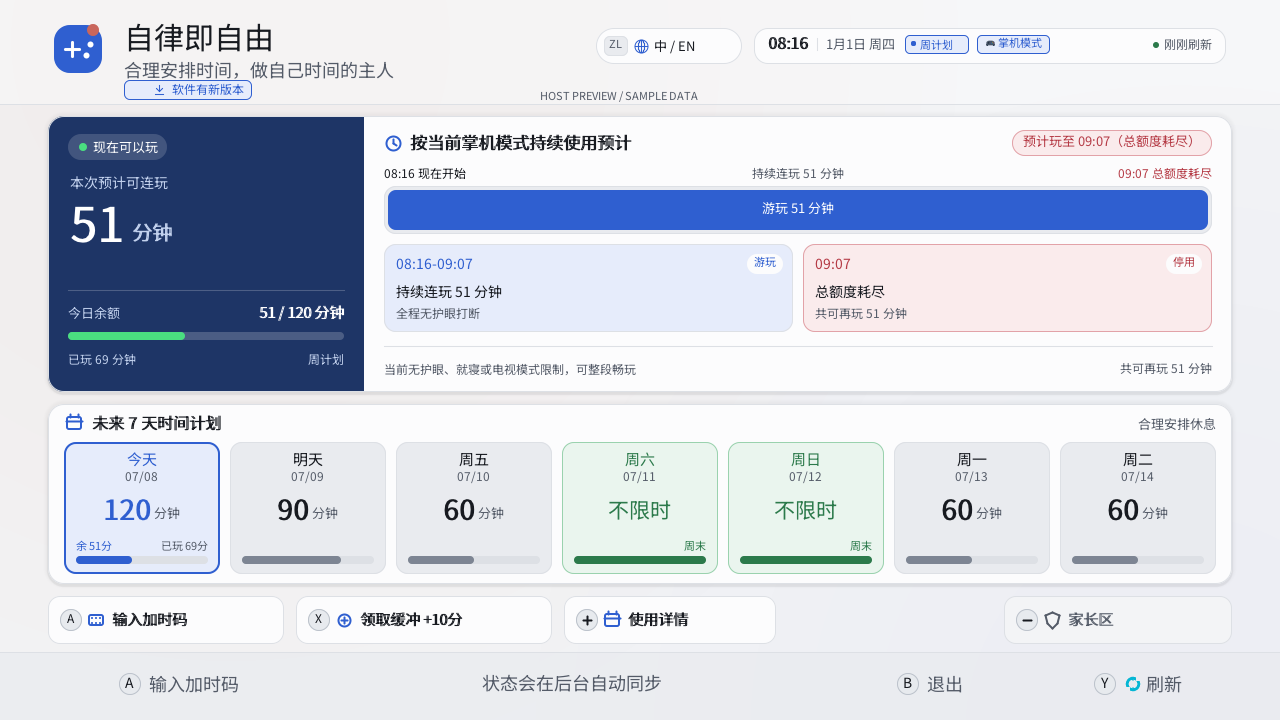 自律即自由
合理安排时间，做自己时间的主人
软件有新版本
ZL 中 / EN
08:16 1月1日 周四 周计划 掌机模式 刚刚刷新
HOST PREVIEW / SAMPLE DATA
现在可以玩
本次预计可连玩
51 分钟
今日余额 51 / 120 分钟
已玩 69 分钟 周计划
按当前掌机模式持续使用预计 预计玩至 09:07（总额度耗尽）
08:16 现在开始 持续连玩 51 分钟 09:07 总额度耗尽
游玩 51 分钟
08:16-09:07 游玩
持续连玩 51 分钟
全程无护眼打断
09:07 停用
总额度耗尽
共可再玩 51 分钟
当前无护眼、就寝或电视模式限制，可整段畅玩 共可再玩 51 分钟
未来 7 天时间计划 合理安排休息
今天
07/08
120 分钟
余 51分 已玩 69分
明天
07/09
90 分钟
周五
07/10
60 分钟
周六
07/11
不限时
周末
周日
07/12
不限时
周末
周一
07/13
60 分钟
周二
07/14
60 分钟
A 输入加时码 X 领取缓冲 +10分 使用详情 家长区
A 输入加时码 状态会在后台自动同步 B 退出 Y 刷新